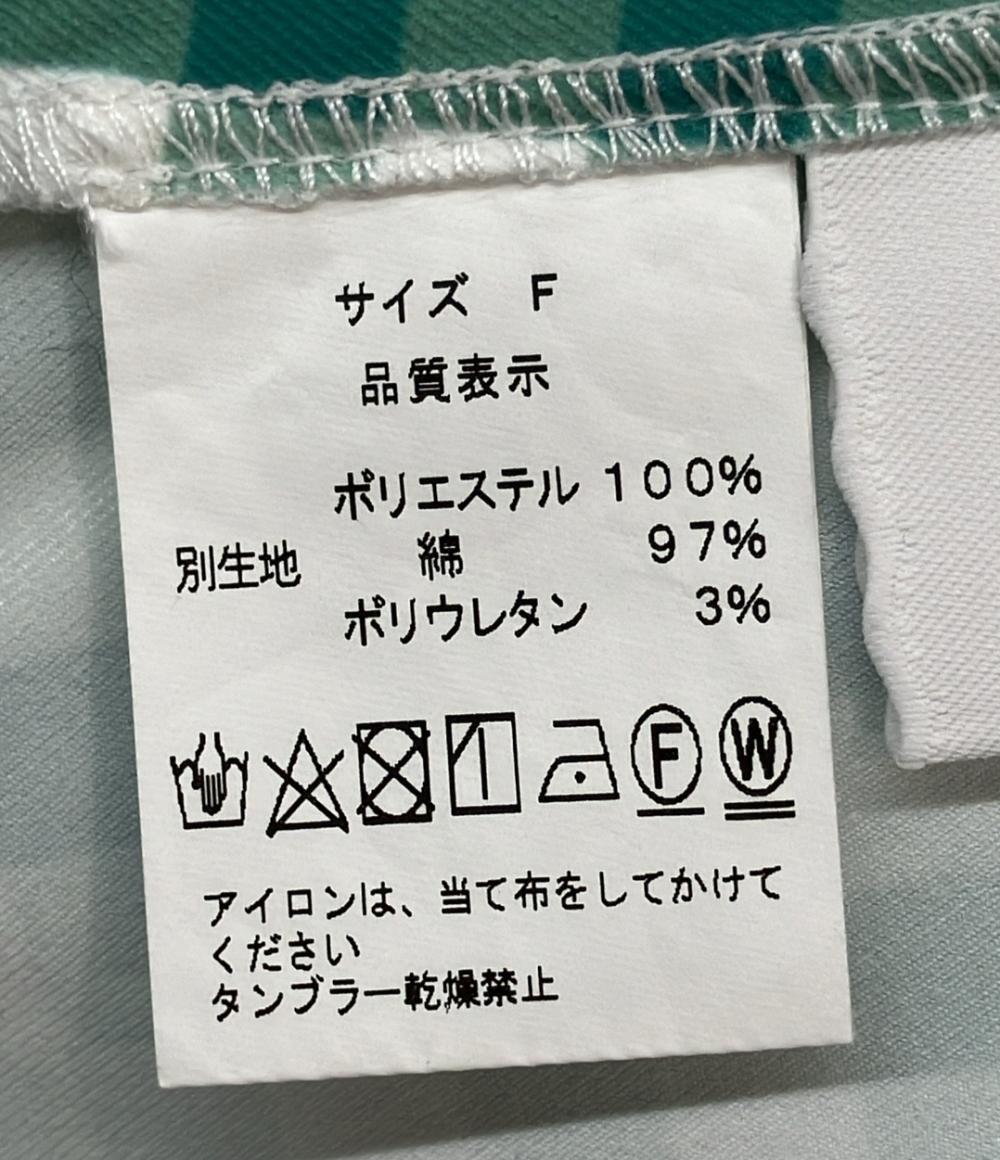 サイズ F
品質表示
ポリエステル 100%
別生地 綿 97%
ポリウレタン 3%
F W
アイロンは、当て布をしてかけて
ください
タンブラー乾燥禁止